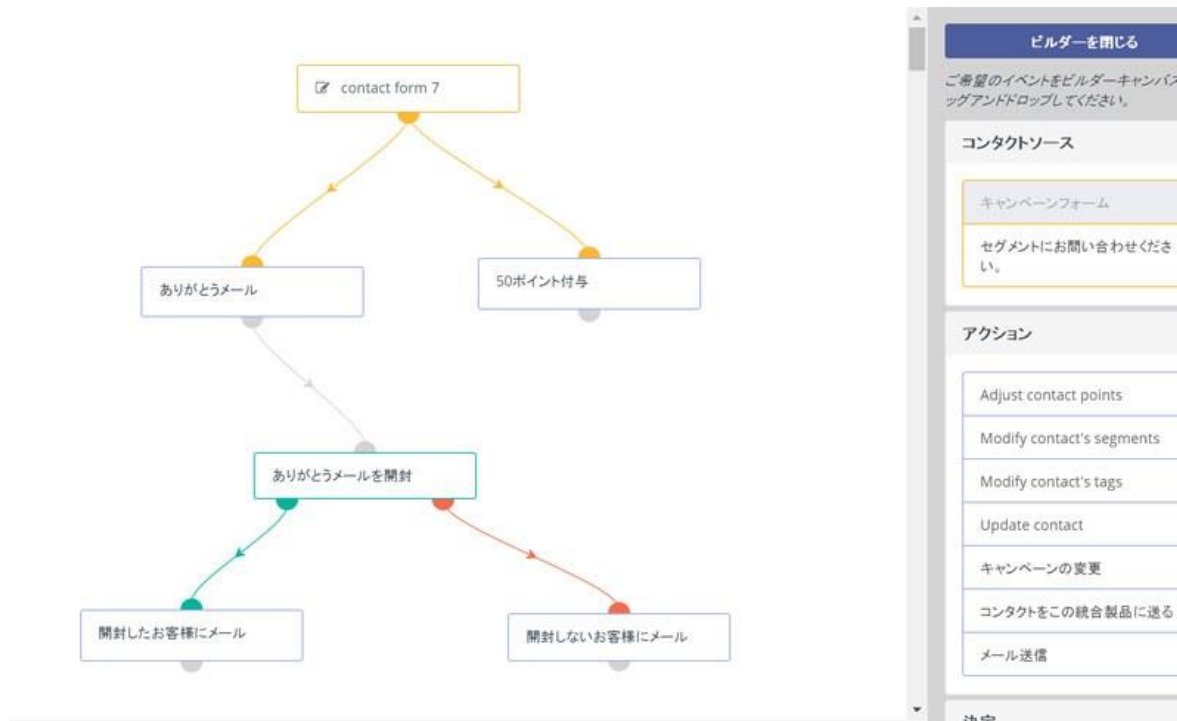 contact form 7
ありがとうメール
50ポイント付与
ありがとうメールを開封
開封したお客様にメール
開封しないお客様にメール
ビルダーを閉じる
ご希望のイベントをビルダーキャンバス
ッグアンドドロップしてください。
コンタクトソース
キャンペーンフォーム
セグメントにお問い合わせくださ
い。
アクション
Adjust contact points
Modify contact's segments
Modify contact's tags
Update contact
キャンペーンの変更
コンタクトをこの統合製品に送る
メール送信
決定